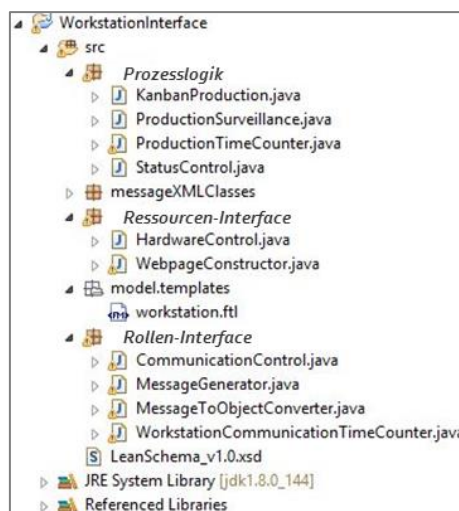 WorkstationInterface
src
Prozesslogik
KanbanProduction.java
ProductionSurveillance.java
ProductionTimeCounter.java
StatusControl.java
messageXMLClasses
Ressourcen-Interface
HardwareControl.java
WebpageConstructor.java
model.templates
workstation.ftl
Rollen-Interface
CommunicationControl.java
MessageGenerator.java
MessageToObjectConverter.java
WorkstationCommunicationTimeCounter.java
LeanSchema_v1.0.xsd
JRE System Library [jdk1.8.0_144]
Referenced Libraries